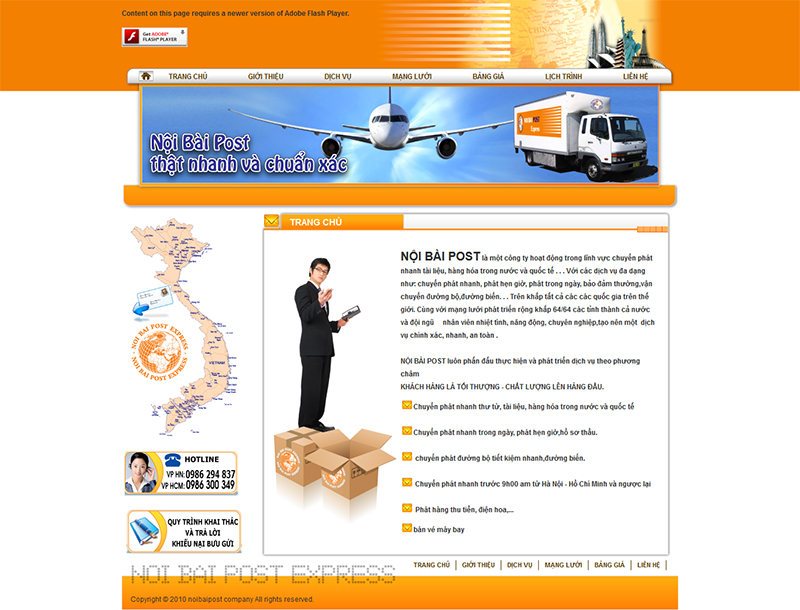 Content on this page requires a newer version of Adobe Flash Player.
Get ADOBE®
FLASH® PLAYER
TRANG CHỦ GIỚI THIỆU DỊCH VỤ MẠNG LƯỚI BẢNG GIÁ LỊCH TRÌNH LIÊN HỆ
Nội Bài Post
thật nhanh và chuẩn xác
NOI BAI POST
Express
TRANG CHỦ
NỘI BÀI POST là một công ty hoạt động trong lĩnh vực chuyển phát
nhanh tài liệu, hàng hóa trong nước và quốc tế . . . Với các dịch vụ đa dạng
như: chuyển phát nhanh, phát hẹn giờ, phát trong ngày, bảo đảm thường,vận
chuyển đường bộ,đường biển. . . Trên khắp tất cả các các quốc gia trên thế
giới. Cùng với mạng lưới phát triển rộng khắp 64/64 các tỉnh thành cả nước
và đội ngũ nhân viên nhiệt tình, năng động, chuyên nghiệp,tạo nên một dịch
vụ chính xác, nhanh, an toàn .
NỘI BÀI POST luôn phấn đấu thực hiện và phát triển dịch vụ theo phương
châm
KHÁCH HÀNG LÀ TỐI THƯỢNG - CHẤT LƯỢNG LÊN HÀNG ĐẦU.
Chuyển phát nhanh thư từ, tài liệu, hàng hóa trong nước và quốc tế
Chuyển phát nhanh trong ngày, phát hẹn giờ,hồ sơ thầu.
chuyển phát đường bộ tiết kiệm nhanh,đường biển.
Chuyển phát nhanh trước 9h00 am từ Hà Nội - Hồ Chí Minh và ngược lại
Phát hàng thu tiền, điện hoa,...
bán vé máy bay
VIETNAM
NOI BAI POST EXPRESS
NOI BAI POST EXPRESS
HOTLINE
VP HN: 0986 294 837
VP HCM: 0986 300 349
QUY TRÌNH KHAI THÁC
VÀ TRẢ LỜI
KHIẾU NẠI BƯU GỬI
TRANG CHỦ GIỚI THIỆU DỊCH VỤ MẠNG LƯỚI BẢNG GIÁ LỊCH TRÌNH LIÊN HỆ
NOI BAI POST EXPRESS
Copyright © 2010 noibaipost company All rights reserved.